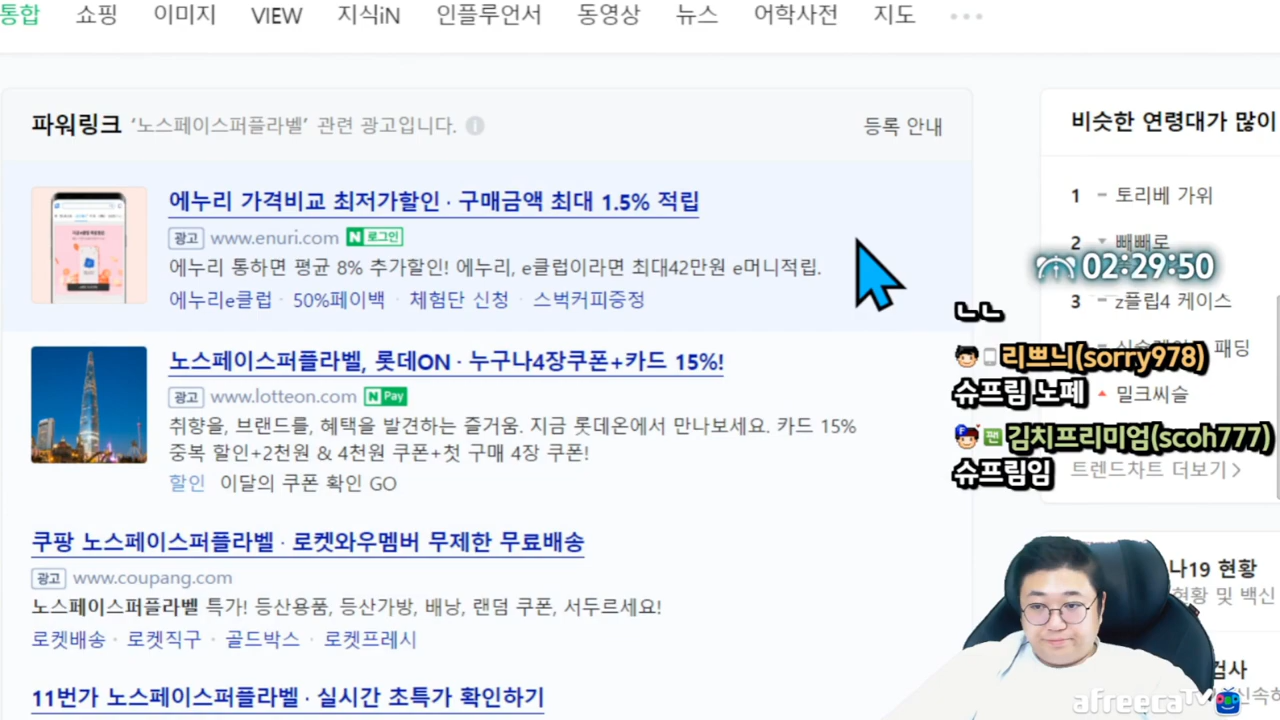 통합 쇼핑 이미지 VIEW 지식iN 인플루언서 동영상 뉴스 어학사전 지도
파워링크 '노스페이스퍼플라벨' 관련 광고입니다.
등록 안내
에누리 가격비교 최저가할인 · 구매금액 최대 1.5% 적립
광고 www.enuri.com N 로그인
에누리 통하면 평균 8% 추가할인! 에누리, e클럽이라면 최대42만원 e머니적립.
에누리e클럽 · 50%페이백 · 체험단 신청 · 스벅커피증정
노스페이스퍼플라벨, 롯데ON · 누구나4장쿠폰+카드 15%!
광고 www.lotteon.com N Pay
취향을, 브랜드를, 혜택을 발견하는 즐거움. 지금 롯데온에서 만나보세요. 카드 15%
중복 할인+2천원 & 4천원 쿠폰+첫 구매 4장 쿠폰!
할인 이달의 쿠폰 확인 GO
쿠팡 노스페이스퍼플라벨 · 로켓와우멤버 무제한 무료배송
광고 www.coupang.com
노스페이스퍼플라벨 특가! 등산용품, 등산가방, 배낭, 랜덤 쿠폰, 서두르세요!
로켓배송 · 로켓직구 · 골드박스 · 로켓프레시
11번가 노스페이스퍼플라벨 · 실시간 초특가 확인하기
비슷한 연령대가 많이
1 - 토리베 가위
2 빼빼로
02:29:50
3 - z플립4 케이스
ㄴㄴ
패딩
리쁘늬(sorry978)
슈프림 노페
밀크씨슬
김치프리미엄(scoh777)
슈프림임
트렌드차트 더보기
나19 현황
현황 및 백신
검사
신속하
afreecaTV